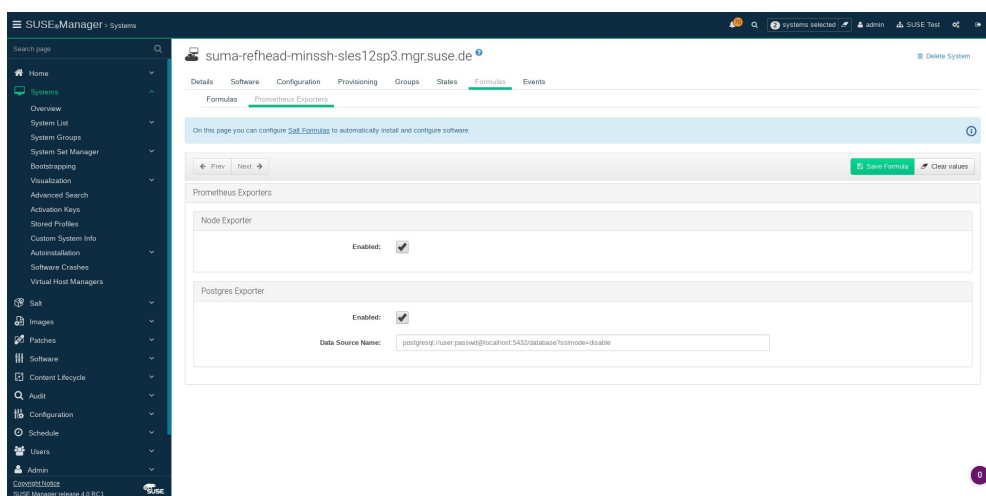 SUSE Manager > Systems
70
2 systems selected
admin
SUSE Test
Search page
Home
Systems
Overview
System List
System Groups
System Set Manager
Bootstrapping
Visualization
Advanced Search
Activation Keys
Stored Profiles
Custom System Info
Autoinstallation
Software Crashes
Virtual Host Managers
Salt
Images
Patches
Software
Content Lifecycle
Audit
Configuration
Schedule
Users
Admin
Copyright Notice
SUSE Manager release 4.0 RC1
SUSE
suma-refhead-minssh-sles12sp3.mgr.suse.de ?
Delete System
Details Software Configuration Provisioning Groups States Formulas Events
Formulas Prometheus Exporters
On this page you can configure Salt Formulas to automatically install and configure software.
Prev Next
Save Formula Clear values
Prometheus Exporters
Node Exporter
Enabled:
Postgres Exporter
Enabled:
Data Source Name: postgresql://user:passwd@localhost:5432/database?sslmode=disable
0